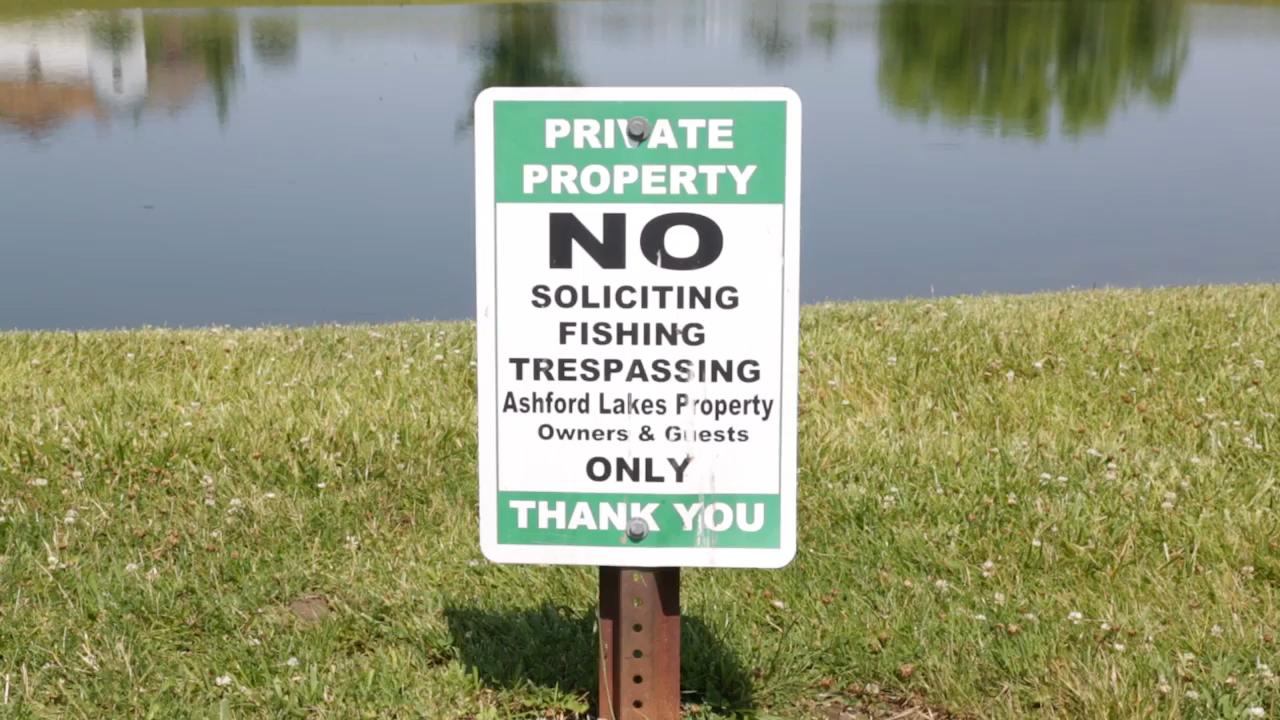 PRIVATE
PROPERTY
NO
SOLICITING
FISHING
TRESPASSING
Ashford Lakes Property
Owners & Guests
ONLY
THANK YOU